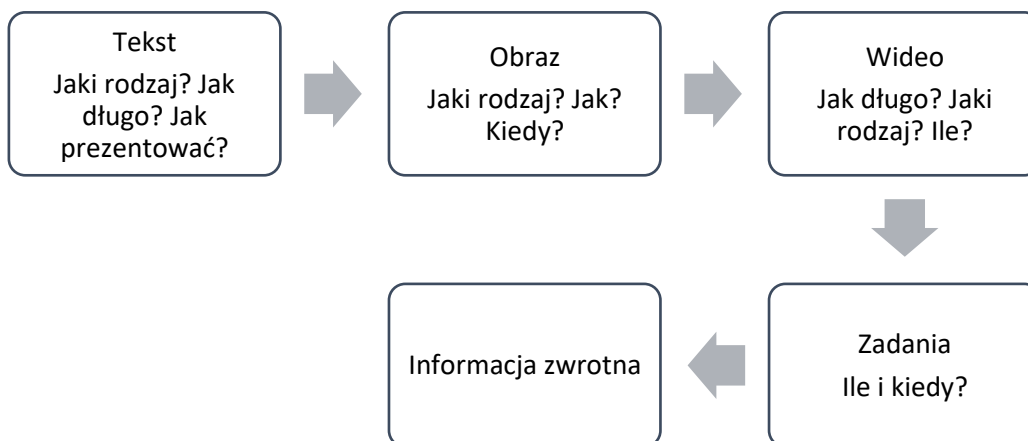 Tekst
Jaki rodzaj? Jak
długo? Jak
prezentować?
Obraz
Jaki rodzaj? Jak?
Kiedy?
Wideo
Jak długo? Jaki
rodzaj? Ile?
Zadania
Ile i kiedy?
Informacja zwrotna